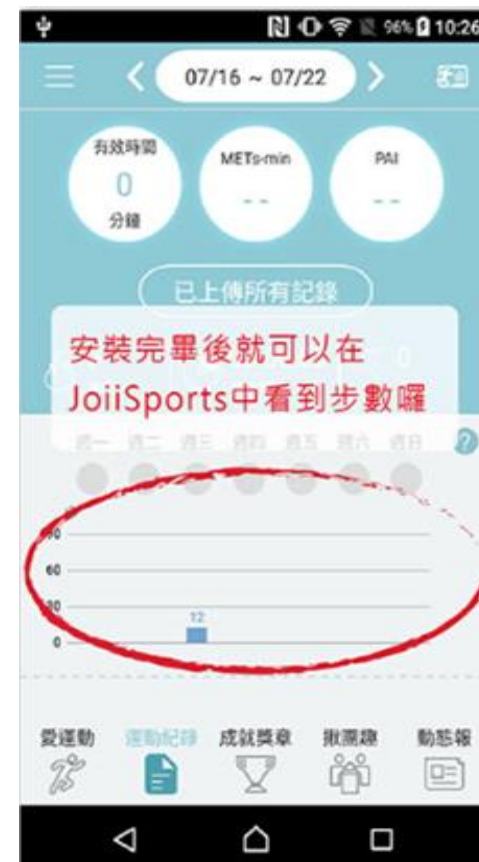 96% 10:26
07/16 ~ 07/22
有效時間
0
分鐘
METs-min
--
PAI
--
已上傳所有記錄
安裝完畢後就可以在
JoiiSports中看到步數囉
0
週一 週二 週三 週四 週五 週六 週日 ?
90
60
30
12
0
愛運動 運動紀錄 成就獎章 揪團趣 動態報